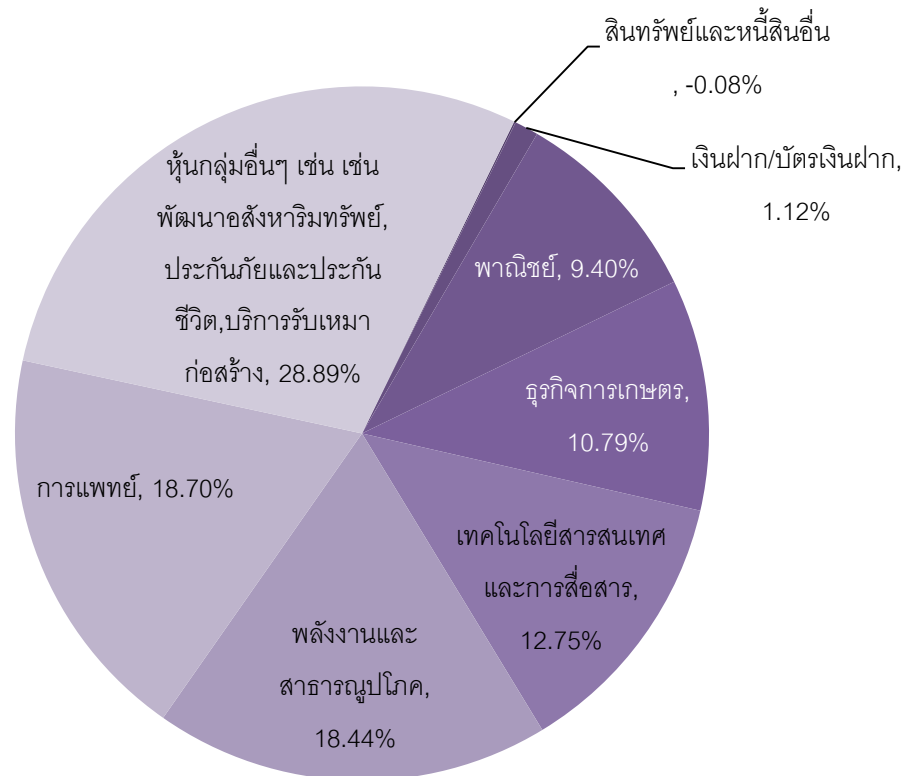 สินทรัพย์และหนี้สินอื่น
, -0.08%
เงินฝาก/บัตรเงินฝาก,
1.12%
พาณิชย์, 9.40%
ธุรกิจการเกษตร,
10.79%
เทคโนโลยีสารสนเทศ
และการสื่อสาร,
12.75%
พลังงานและ
สาธารณูปโภค,
18.44%
การแพทย์, 18.70%
หุ้นกลุ่มอื่นๆ เช่น เช่น
พัฒนาอสังหาริมทรัพย์,
ประกันภัยและประกัน
ชีวิต,บริการรับเหมา
ก่อสร้าง, 28.89%